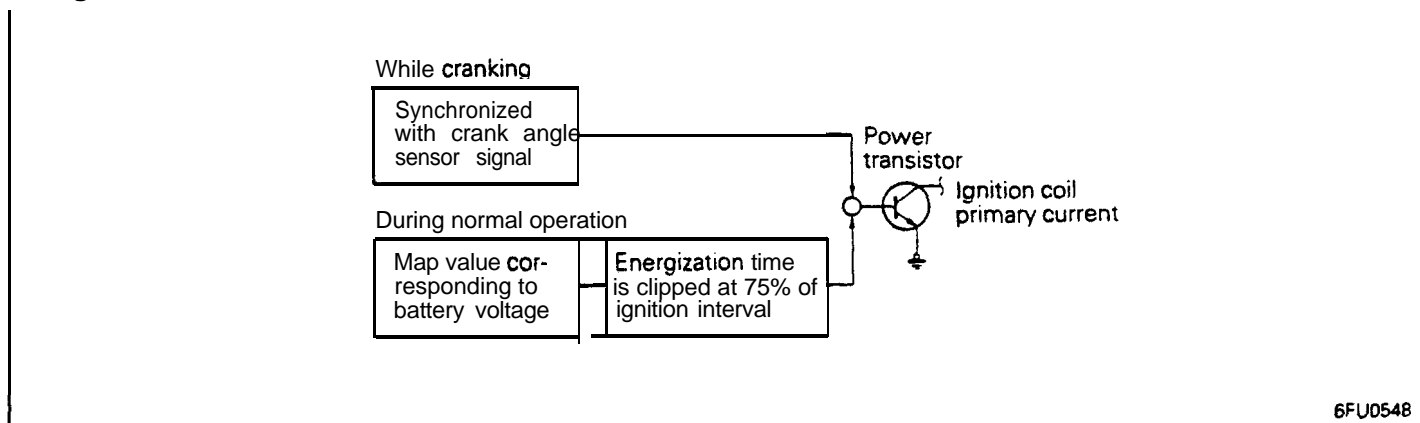 While cranking
Synchronized
with crank angle
sensor signal
Power
transistor
Ignition coil
primary current
During normal operation
Map value cor-
responding to
battery voltage
Energization time
is clipped at 75% of
ignition interval
6FU0548